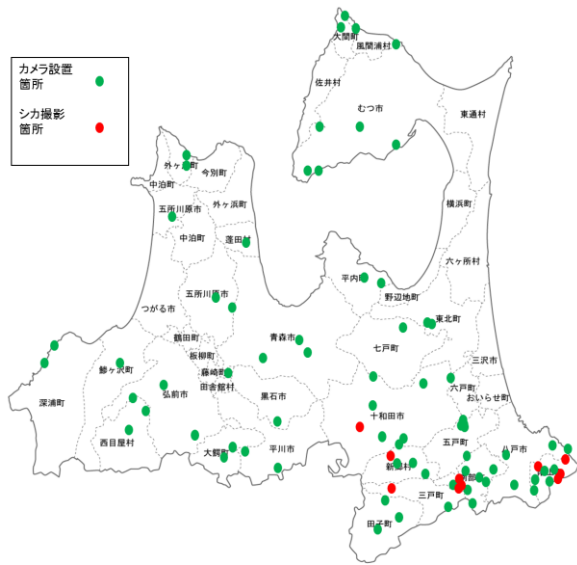 カメラ設置
箇所
シカ撮影
箇所
大間町
風間浦村
佐井村
むつ市
東通村
外ヶ浜町
今別町
中泊町
五所川原市
外ヶ浜町
横浜町
中泊町
蓬田村
六ヶ所村
平内町
野辺地町
五所川原市
つがる市
東北町
青森市
鶴田町
七戸町
板柳町
三沢市
鰺ヶ沢町
藤崎町
六戸町
田舎館村
おいらせ町
深浦町
弘前市
黒石市
十和田市
西目屋村
大鰐町
平川市
五戸町
八戸市
新郷村
南部町
三戸町
田子町